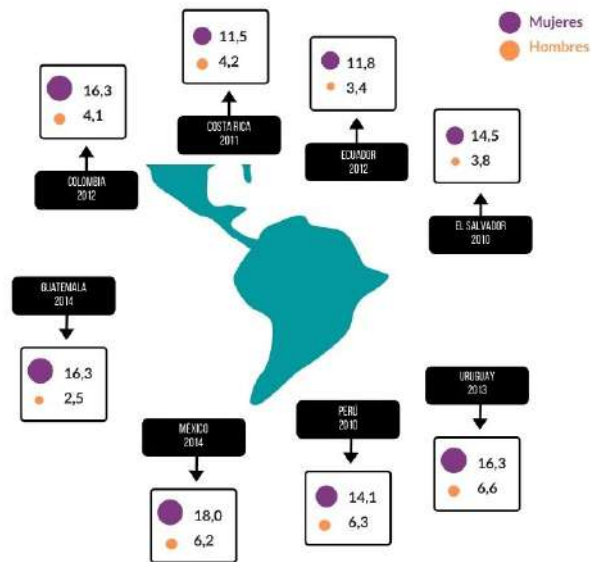 Mujeres
Hombres
11,5
4,2
COSTA RICA
2011
11,8
3,4
ECUADOR
2012
16,3
4,1
COLOMBIA
2012
14,5
3,8
EL SALVADOR
2010
GUATEMALA
2014
16,3
2,5
MÉXICO
2014
18,0
6,2
PERÚ
2010
14,1
6,3
URUGUAY
2013
16,3
6,6